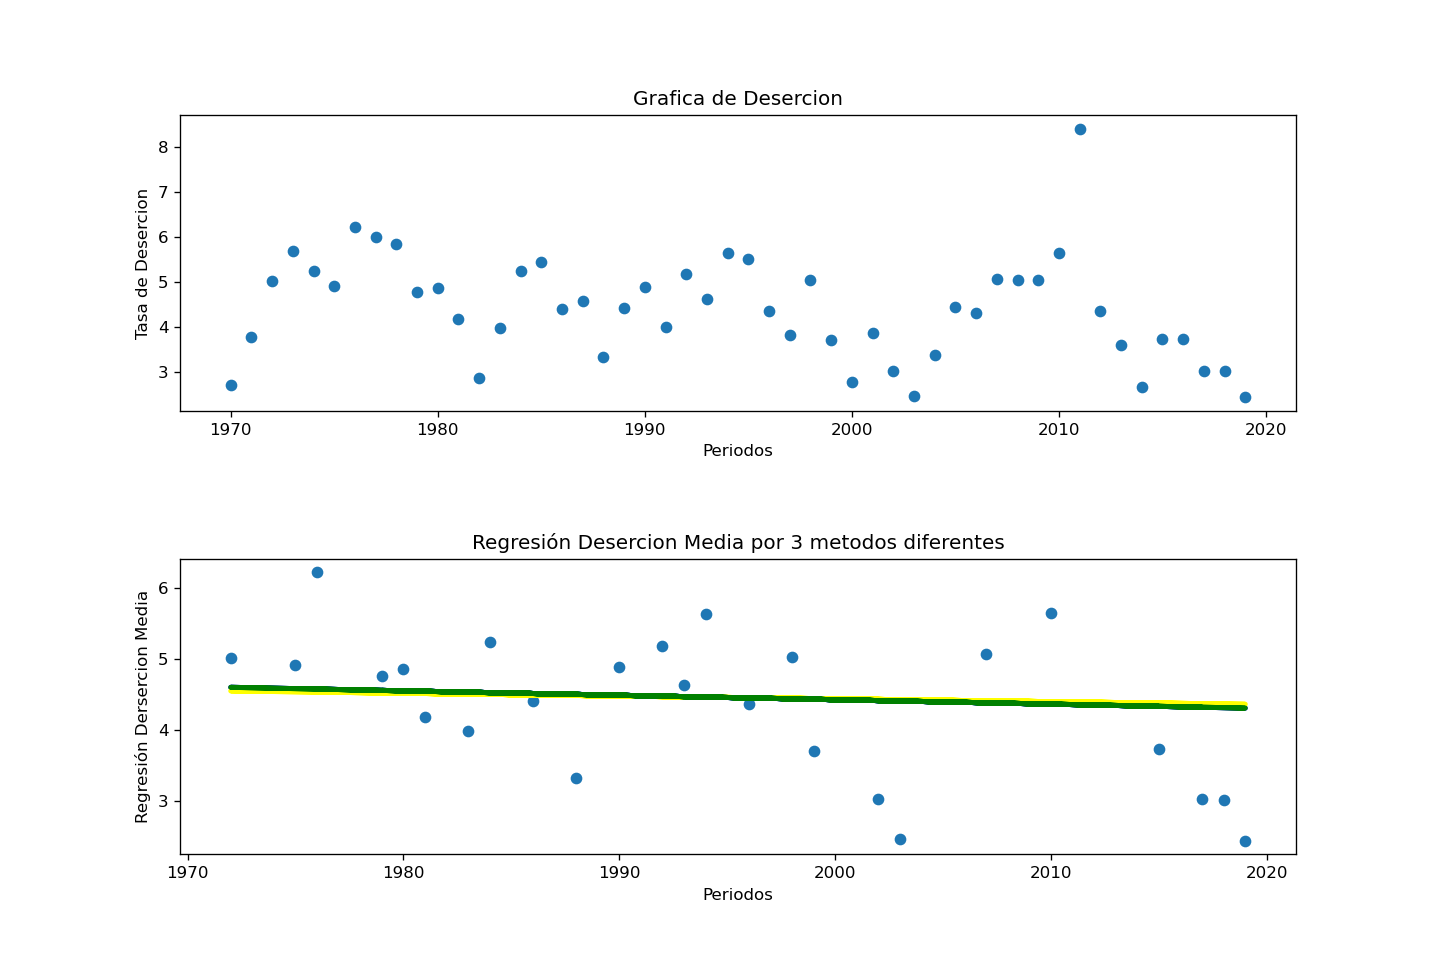 Grafica de Desercion
Tasa de Desercion
8
7
6
5
4
3
1970 1980 1990 2000 2010 2020
Periodos
Regresión Desercion Media por 3 metodos diferentes
Regresión Dersercion Media
6
5
4
3
1970 1980 1990 2000 2010 2020
Periodos